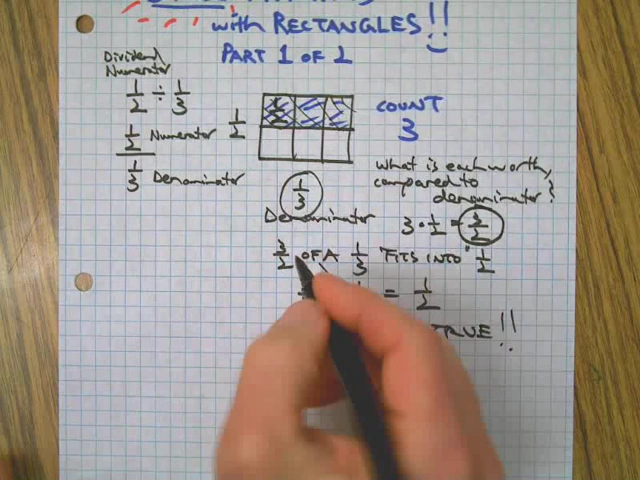 with RECTANGLES!!
PART 1 OF 2
Dividend/
Numerator
1/2 ÷ 1/3
1/2 Numerator
1/3 Denominator
1/2
COUNT
3
1/3
Denominator
What is each worth,
compared to
denominator?
3 · 1/2 = 3/2
3/2 OF A 1/3 "FITS INTO" 1/2
= 1/2
TRUE!!